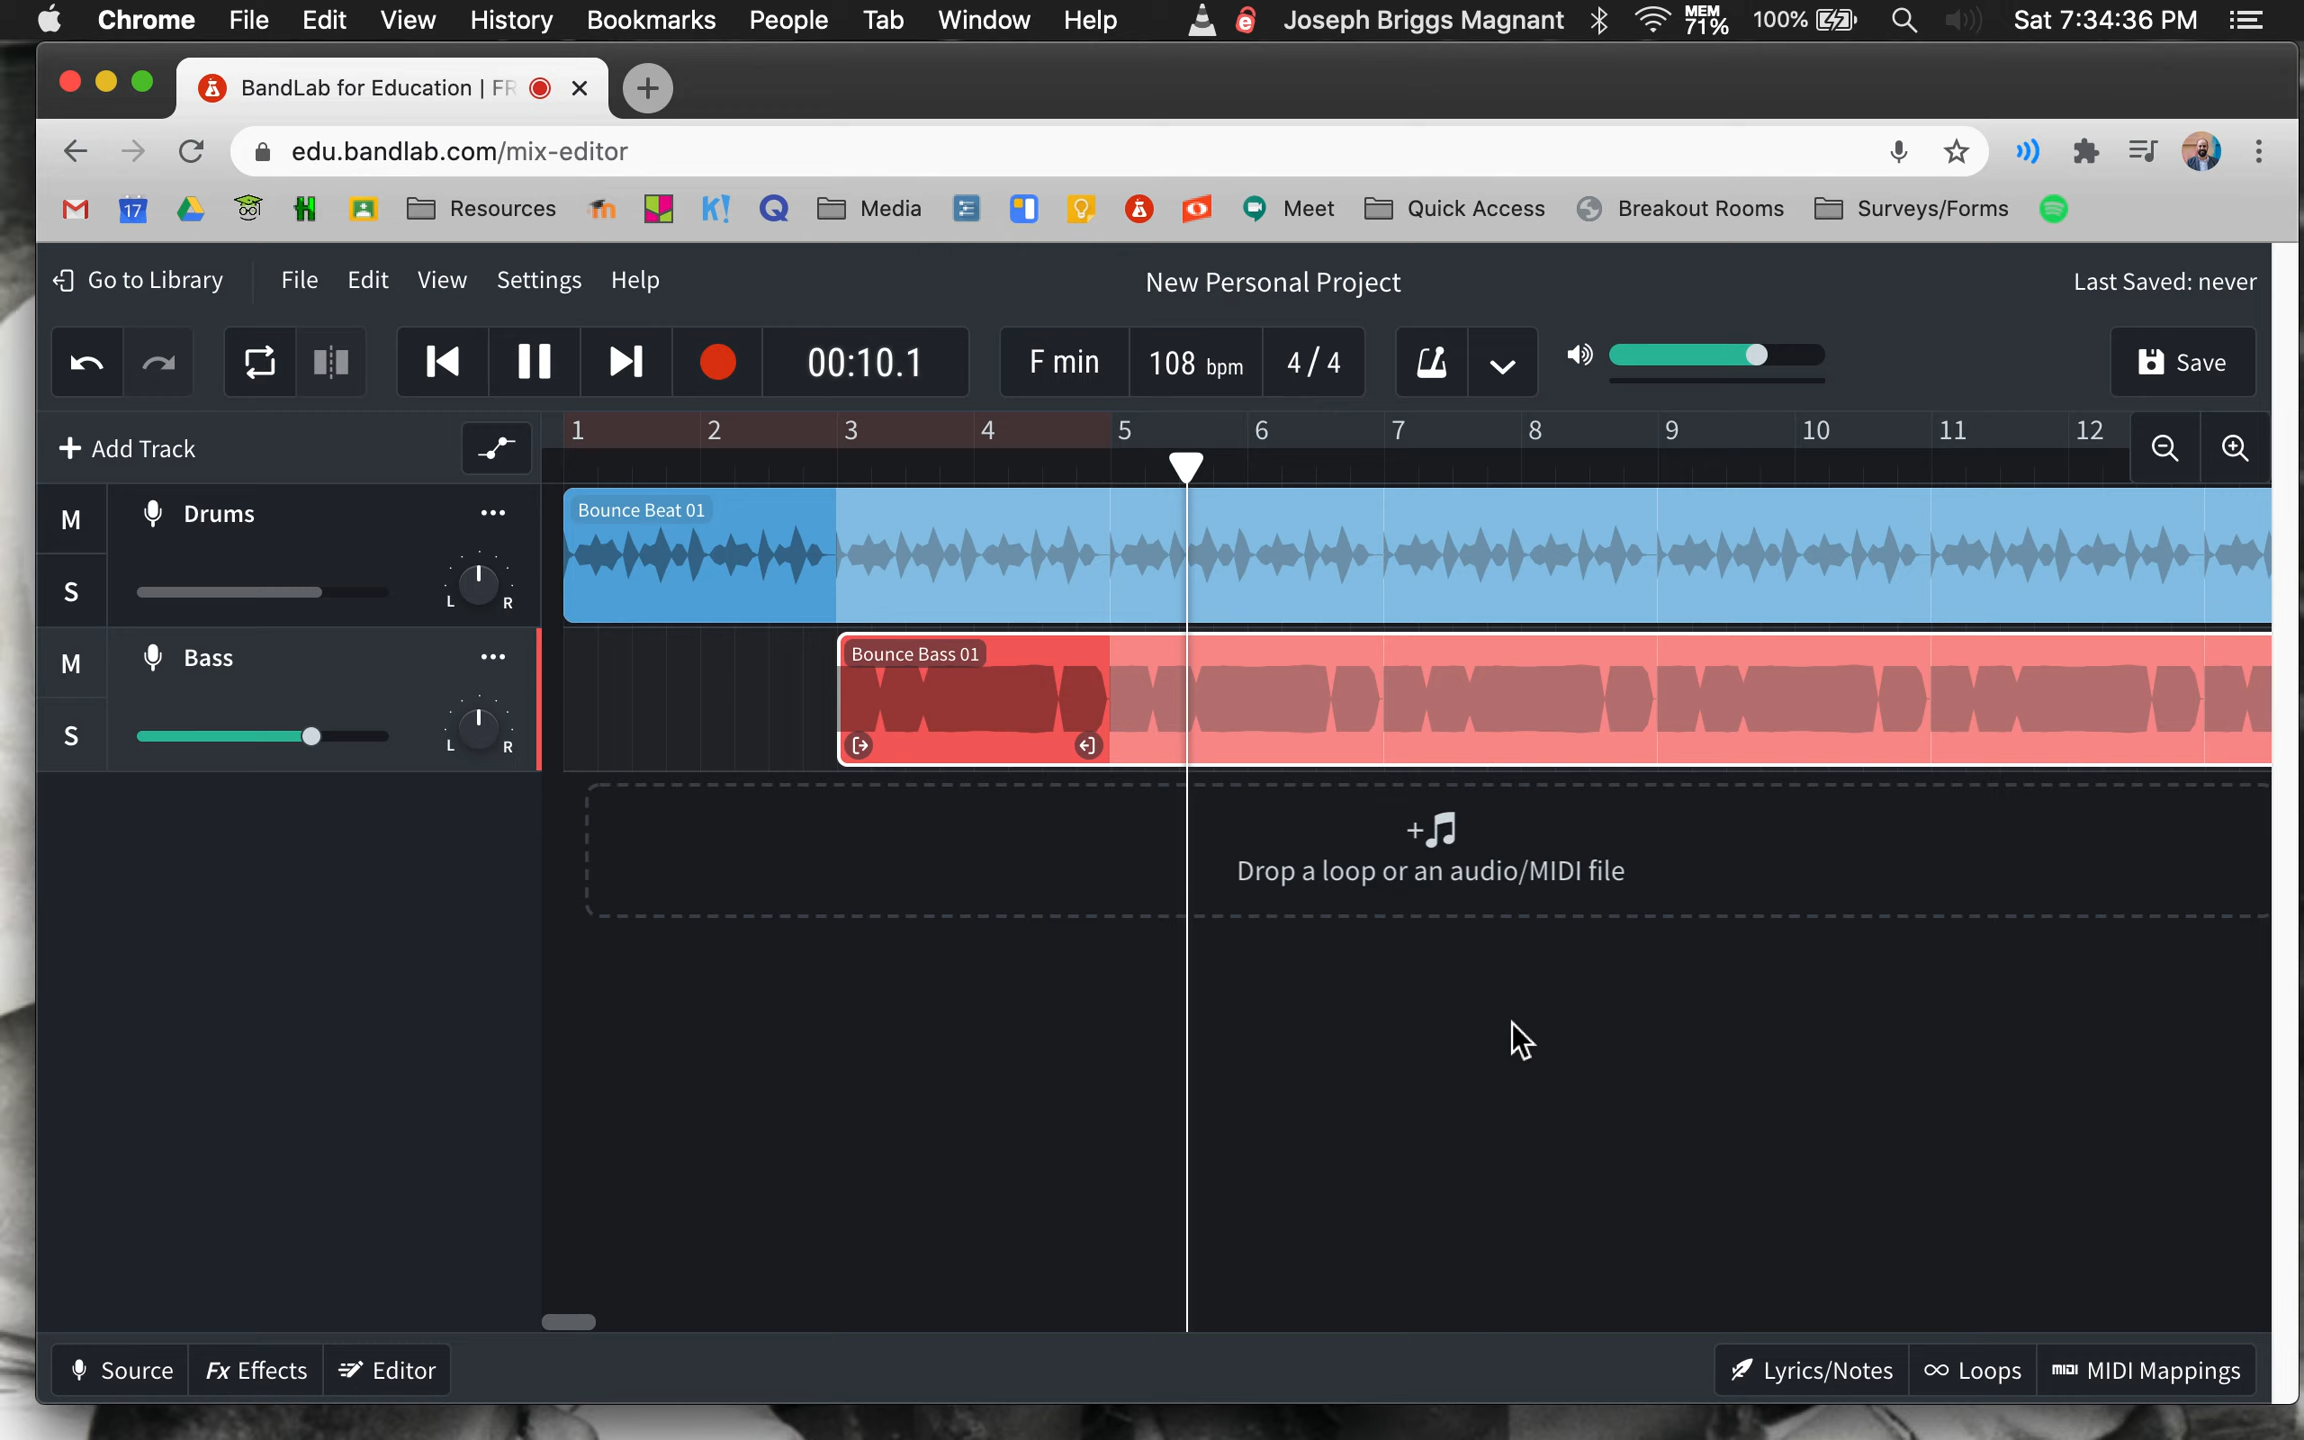 Chrome File Edit View History Bookmarks People Tab Window Help Joseph Briggs Magnant MEM 71% 100% Sat 7:34:36 PM
BandLab for Education | FR
edu.bandlab.com/mix-editor
17 Resources K! Media Meet Quick Access Breakout Rooms Surveys/Forms
Go to Library File Edit View Settings Help New Personal Project Last Saved: never
00:10.1 F min 108 bpm 4/4 Save
+ Add Track 1 2 3 4 5 6 7 8 9 10 11 12
M Drums ... Bounce Beat 01
S L R
M Bass ... Bounce Bass 01
S L R
Drop a loop or an audio/MIDI file
Source Fx Effects Editor Lyrics/Notes Loops MIDI MIDI Mappings